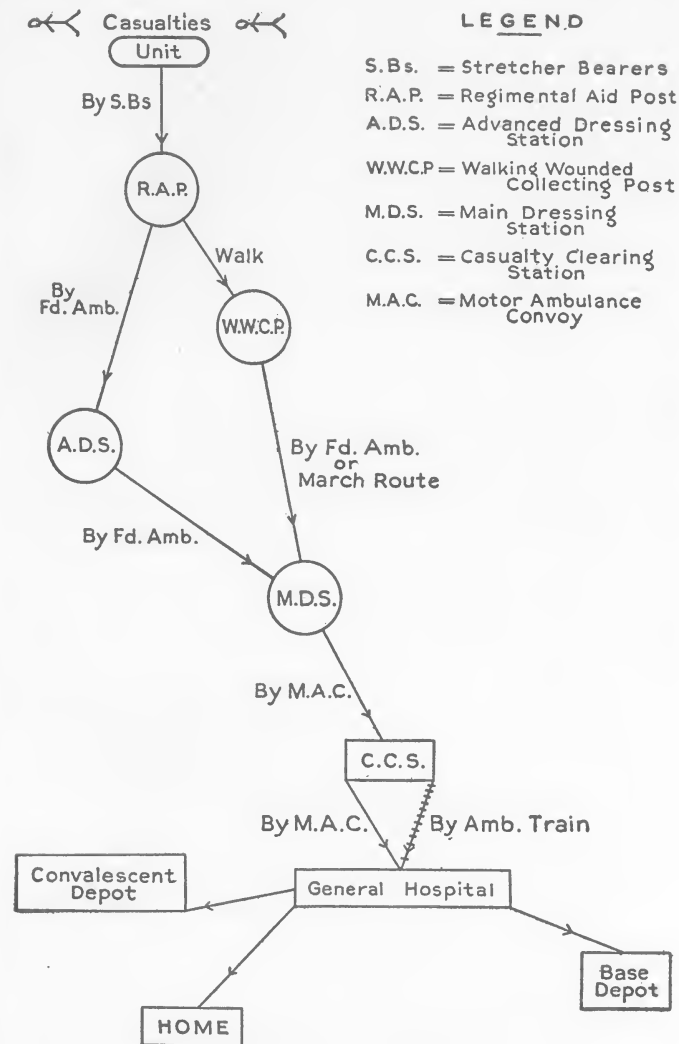 Casualties
Unit
By S.Bs
R.A.P.
Walk
By
Fd. Amb.
W.W.C.P.
A.D.S.
By Fd. Amb.
or
March Route
By Fd. Amb.
M.D.S.
By M.A.C.
C.C.S.
By M.A.C.
By Amb. Train
Convalescent
Depot
General Hospital
Base
Depot
HOME
LEGEND
S.Bs. = Stretcher Bearers
R.A.P. = Regimental Aid Post
A.D.S. = Advanced Dressing
Station
W.W.C.P = Walking Wounded
Collecting Post
M.D.S. = Main Dressing
Station
C.C.S. = Casualty Clearing
Station
M.A.C. = Motor Ambulance
Convoy